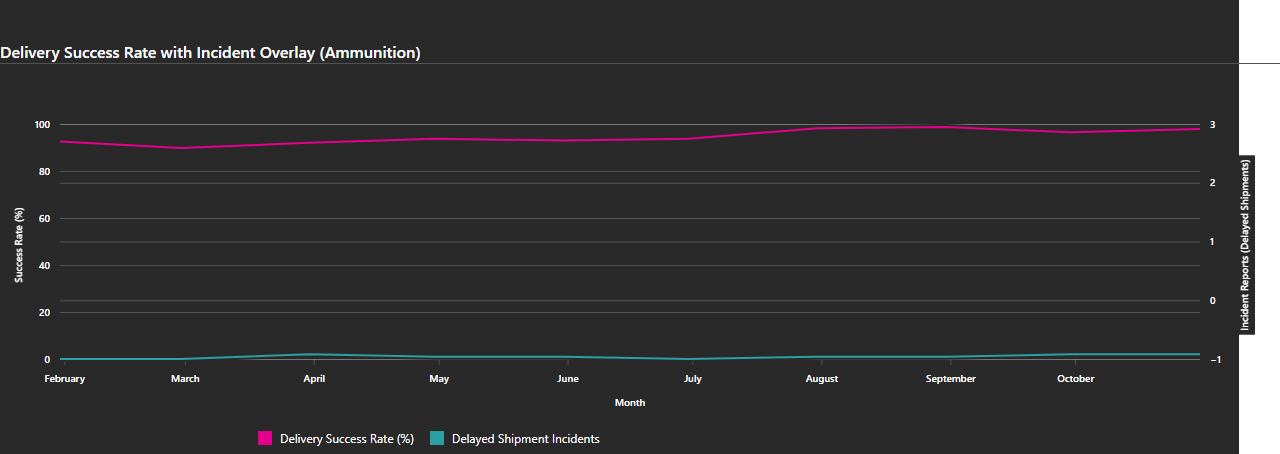 Delivery Success Rate with Incident Overlay (Ammunition)
100
80
60
40
20
0
Success Rate (%)
3
2
1
0
−1
Incident Reports (Delayed Shipments)
February March April May June July August September October
Month
Delivery Success Rate (%) Delayed Shipment Incidents